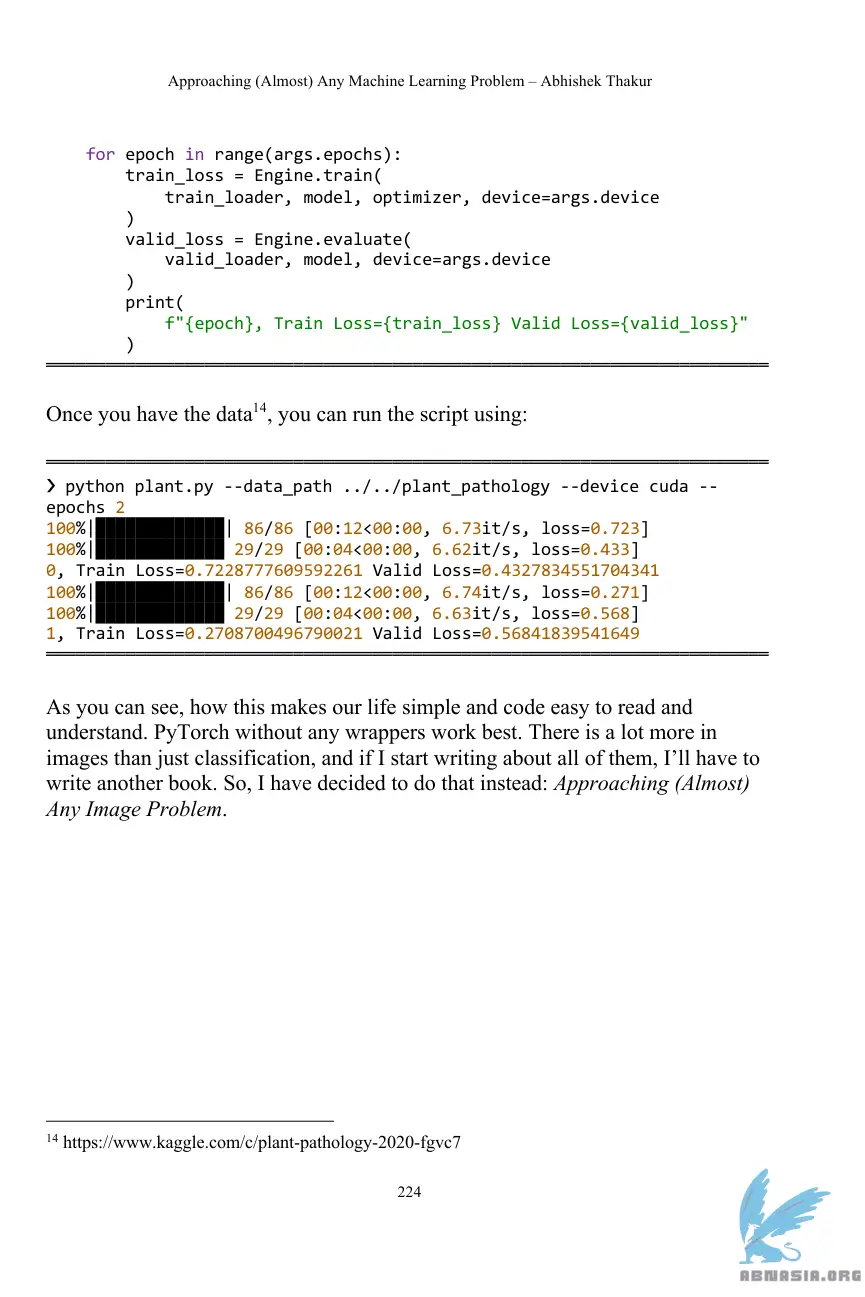 Approaching (Almost) Any Machine Learning Problem – Abhishek Thakur
    for epoch in range(args.epochs):
        train_loss = Engine.train(
            train_loader, model, optimizer, device=args.device
        )
        valid_loss = Engine.evaluate(
            valid_loader, model, device=args.device
        )
        print(
            f"{epoch}, Train Loss={train_loss} Valid Loss={valid_loss}"
        )
Once you have the data14, you can run the script using:
❯ python plant.py --data_path ../../plant_pathology --device cuda --
epochs 2
100%|█████████████| 86/86 [00:12<00:00, 6.73it/s, loss=0.723]
100%|█████████████ 29/29 [00:04<00:00, 6.62it/s, loss=0.433]
0, Train Loss=0.7228777609592261 Valid Loss=0.4327834551704341
100%|█████████████| 86/86 [00:12<00:00, 6.74it/s, loss=0.271]
100%|█████████████ 29/29 [00:04<00:00, 6.63it/s, loss=0.568]
1, Train Loss=0.2708700496790021 Valid Loss=0.56841839541649
As you can see, how this makes our life simple and code easy to read and
understand. PyTorch without any wrappers work best. There is a lot more in
images than just classification, and if I start writing about all of them, I’ll have to
write another book. So, I have decided to do that instead: Approaching (Almost)
Any Image Problem.
14 https://www.kaggle.com/c/plant-pathology-2020-fgvc7
224
ABNASIA.ORG